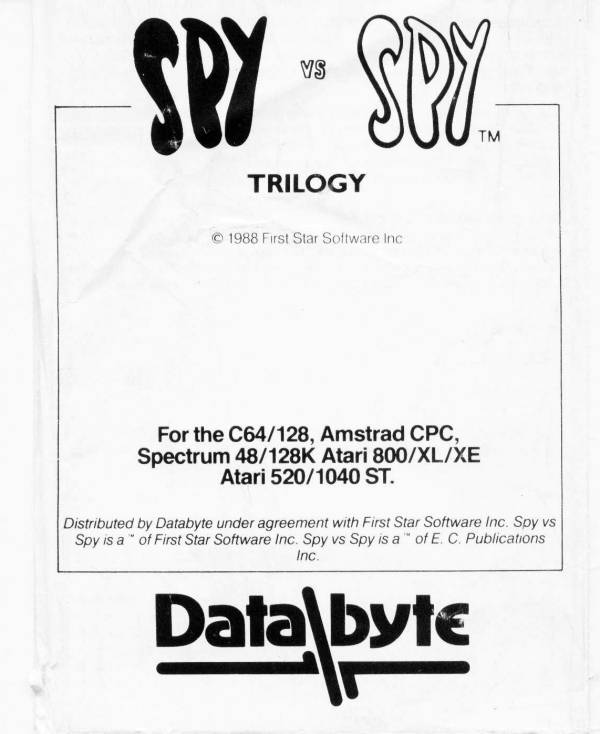 SPY vs SPY TM
TRILOGY
© 1988 First Star Software Inc
For the C64/128, Amstrad CPC,
Spectrum 48/128K Atari 800/XL/XE
Atari 520/1040 ST.
Distributed by Databyte under agreement with First Star Software Inc. Spy vs
Spy is a ™ of First Star Software Inc. Spy vs Spy is a ™ of E. C. Publications
Inc.
Databyte